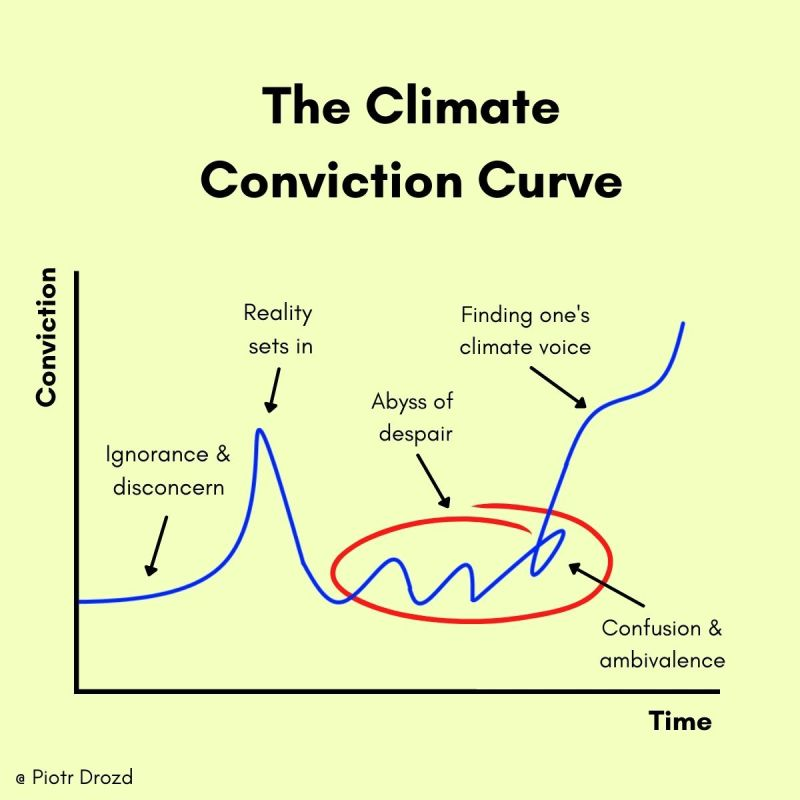 The Climate
Conviction Curve
Conviction
Reality
sets in
Finding one's
climate voice
Abyss of
despair
Ignorance &
disconcern
Confusion &
ambivalence
Time
@ Piotr Drozd